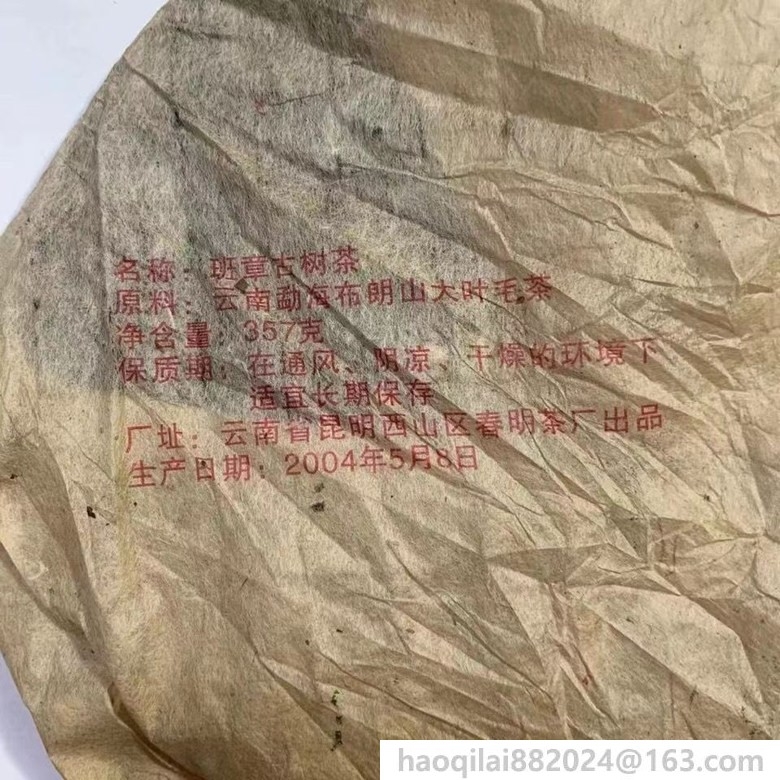 名称：班章古树茶
原料：云南勐海布朗山大叶毛茶
净含量：357克
保质期：在通风、阴凉、干燥的环境下
适宜长期保存
厂址：云南省昆明西山区春明茶厂出品
生产日期：2004年5月8日
haoqilai882024@163.com